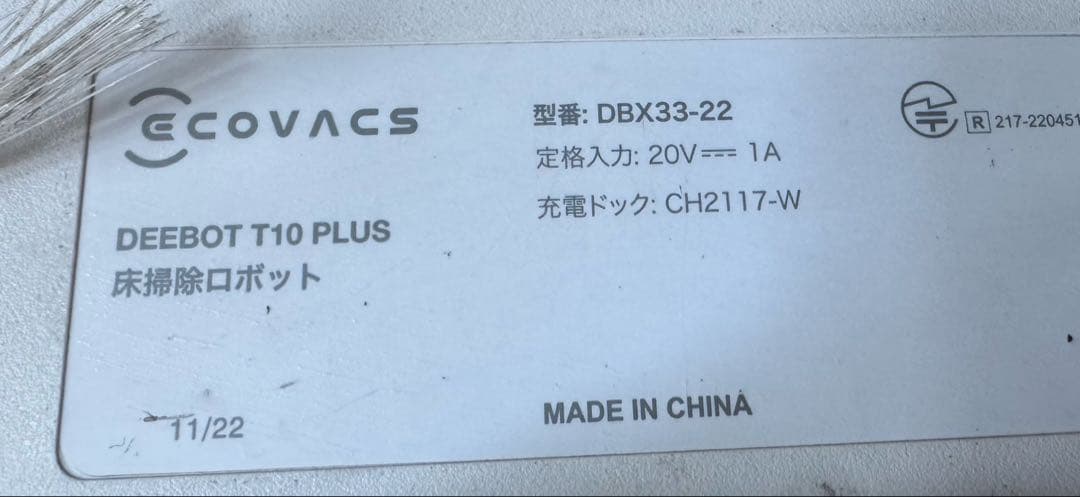 ECOVACS
DEEBOT T10 PLUS
床掃除ロボット
11/22
型番: DBX33-22
定格入力: 20V⎓ 1A
充電ドック: CH2117-W
MADE IN CHINA
R 217-220451